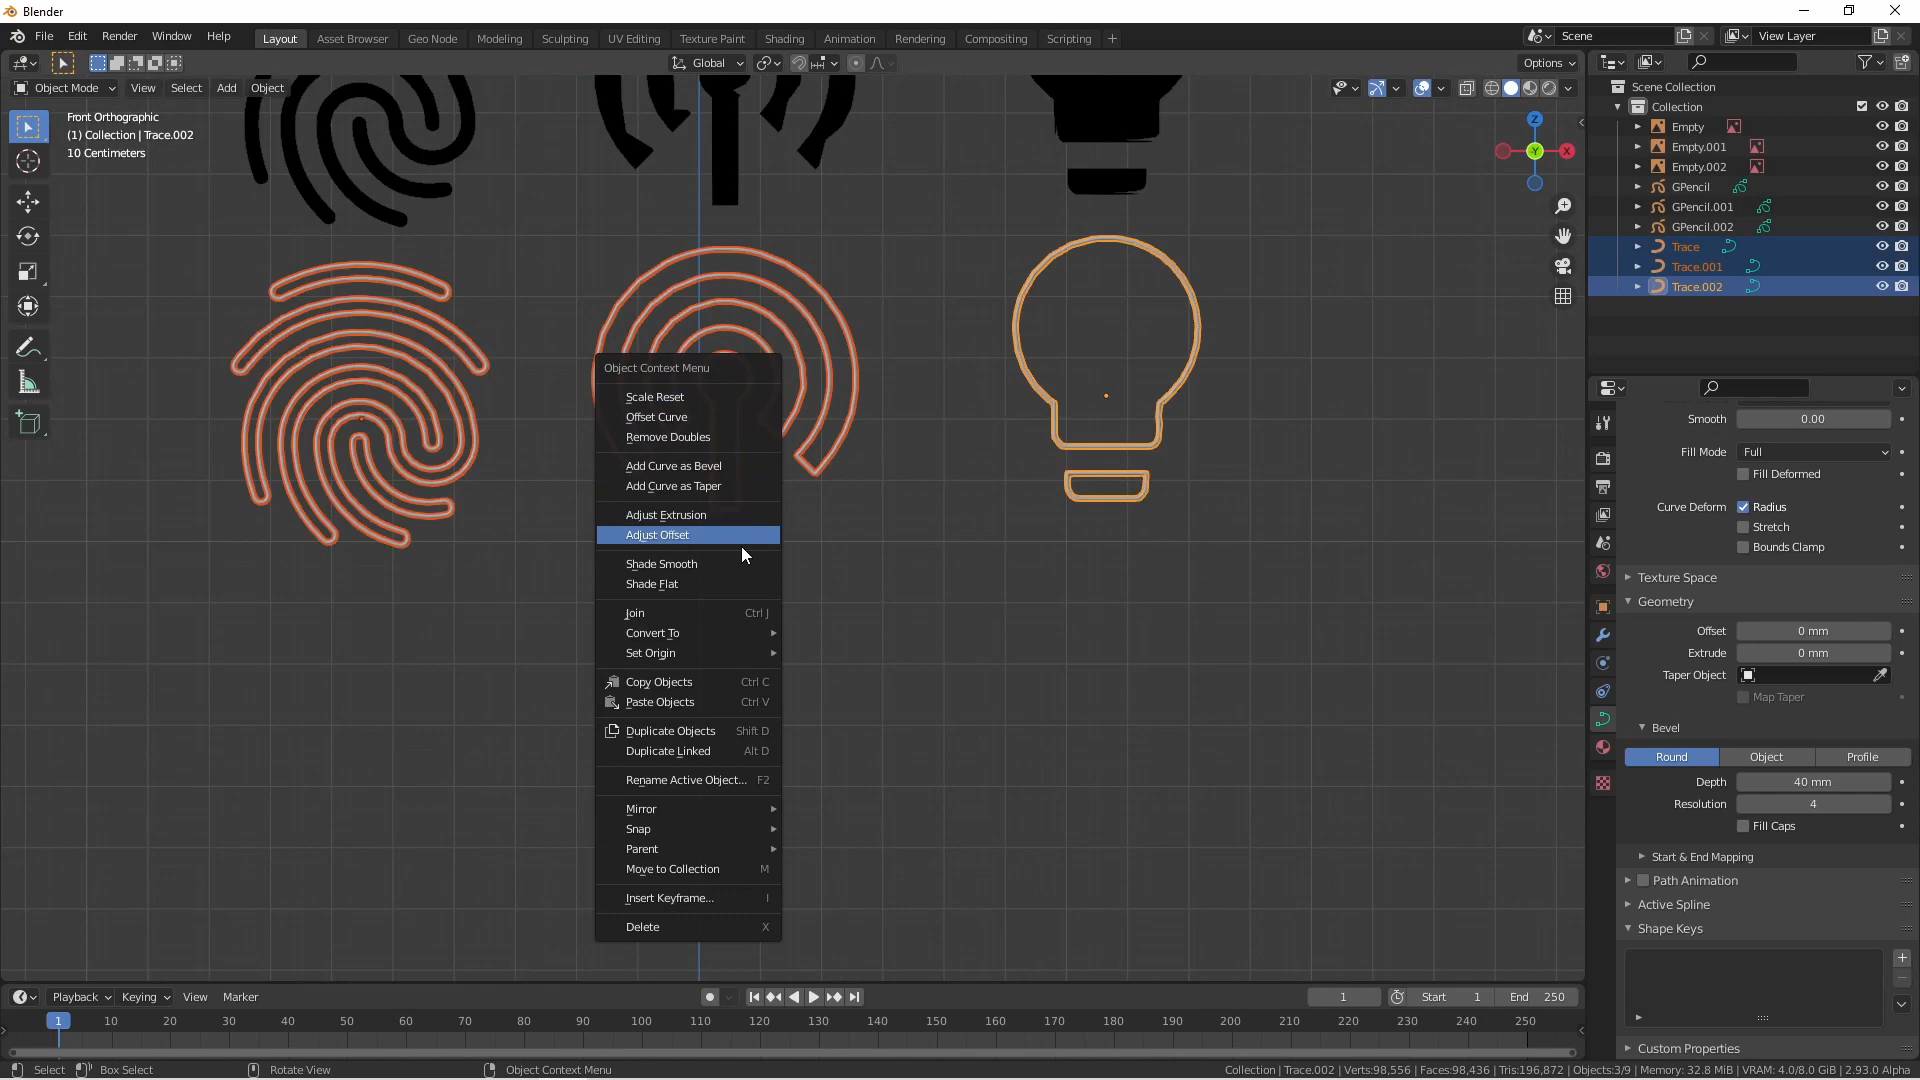 Blender
File Edit Render Window Help Layout Asset Browser Geo Node Modeling Sculpting UV Editing Texture Paint Shading Animation Rendering Compositing Scripting Scene View Layer
Global Options
Object Mode View Select Add Object
Front Orthographic
(1) Collection | Trace.002
10 Centimeters
Z
X
-Y
Object Context Menu
Scale Reset
Offset Curve
Remove Doubles
Add Curve as Bevel
Add Curve as Taper
Adjust Extrusion
Adjust Offset
Shade Smooth
Shade Flat
Join Ctrl J
Convert To
Set Origin
Copy Objects Ctrl C
Paste Objects Ctrl V
Duplicate Objects Shift D
Duplicate Linked Alt D
Rename Active Object... F2
Mirror
Snap
Parent
Move to Collection M
Insert Keyframe... I
Delete X
Scene Collection
Collection
Empty
Empty.001
Empty.002
GPencil
GPencil.001
GPencil.002
Trace
Trace.001
Trace.002
Smooth 0.00
Fill Mode Full
Fill Deformed
Curve Deform Radius
Stretch
Bounds Clamp
Texture Space
Geometry
Offset 0 mm
Extrude 0 mm
Taper Object
Map Taper
Bevel
Round Object Profile
Depth 40 mm
Resolution 4
Fill Caps
Start & End Mapping
Path Animation
Active Spline
Shape Keys
Custom Properties
Playback Keying View Marker 1 Start 1 End 250
1 10 20 30 40 50 60 70 80 90 100 110 120 130 140 150 160 170 180 190 200 210 220 230 240 250
Select Box Select Rotate View Object Context Menu Collection | Trace.002 | Verts:98,556 | Faces:98,436 | Tris:196,872 | Objects:3/9 | Memory: 32.8 MiB | VRAM: 4.0/8.0 GiB | 2.93.0 Alpha